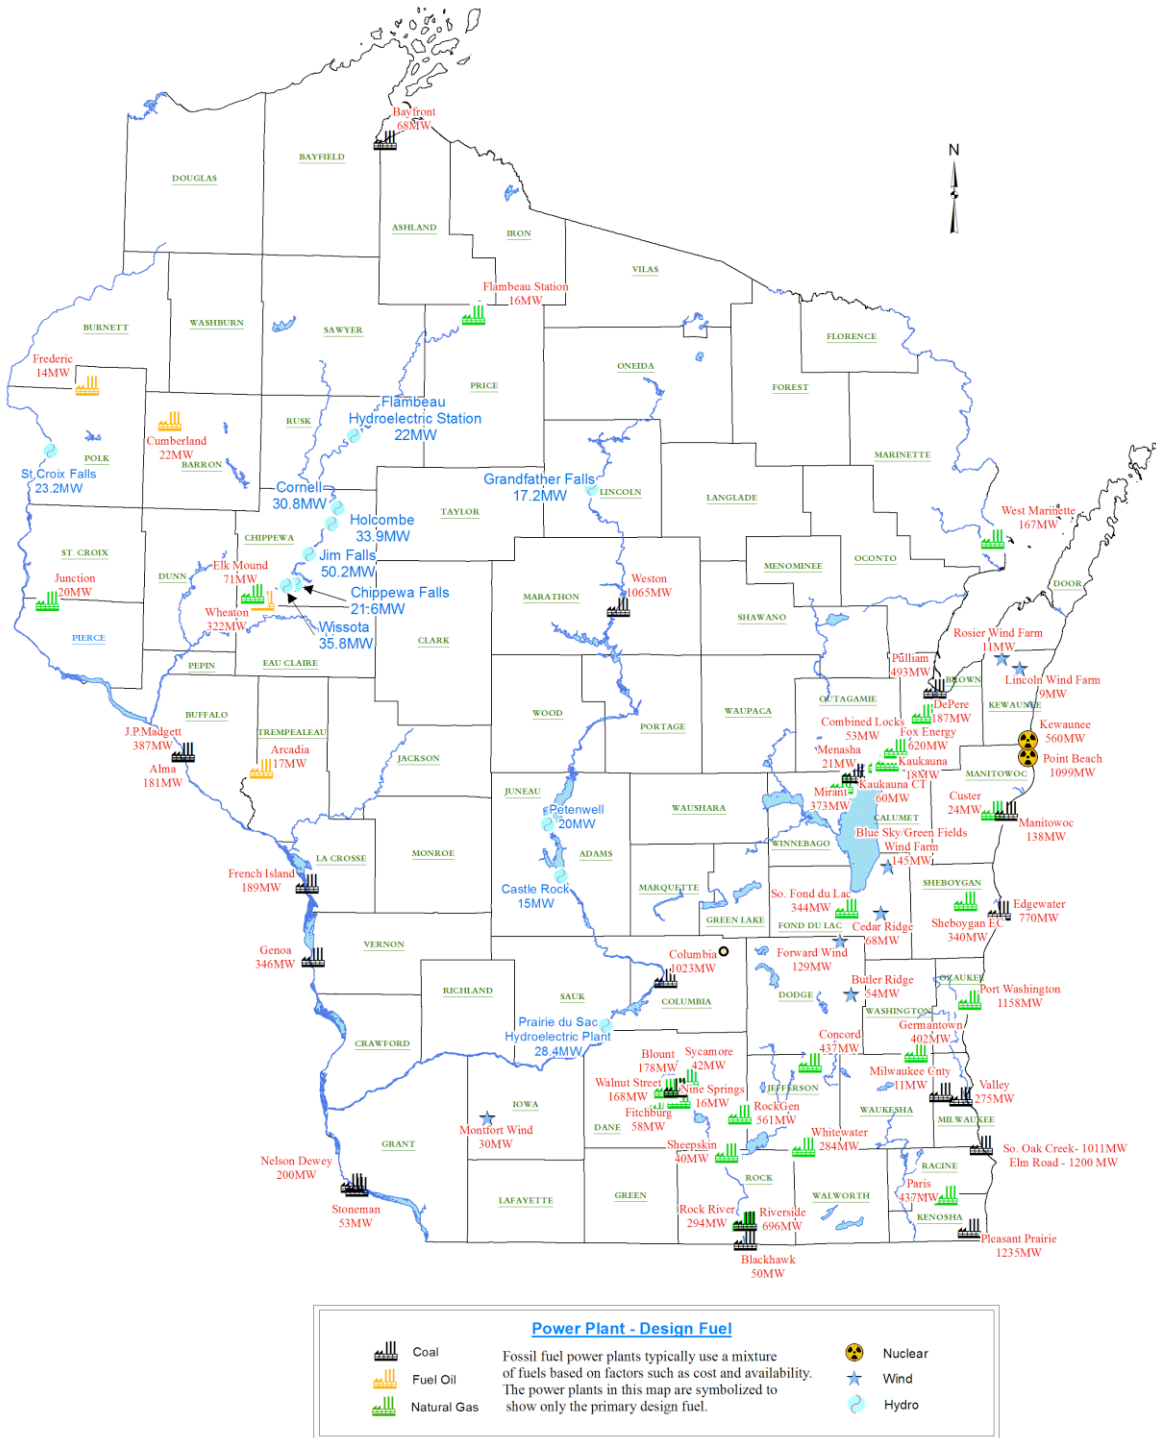 Bayfront
68MW
N
BAYFIELD
DOUGLAS
ASHLAND
IRON
VILAS
Flambeau Station
16MW
BURNETT
WASHBURN
SAWYER
FLORENCE
Frederic
14MW
ONEIDA
PRICE
FOREST
Flambeau
Hydroelectric Station
22MW
RUSK
Cumberland
22MW
BARRON
POLK
St Croix Falls
23.2MW
MARINETTE
Grandfather Falls
17.2MW
LINCOLN
LANGLADE
Cornell
30.8MW
TAYLOR
West Marinette
167MW
Holcombe
33.9MW
CHIPPEWA
ST. CROIX
Jim Falls
50.2MW
OCONTO
Elk Mound
71MW
DUNN
MENOMINEE
DOOR
Junction
20MW
Weston
1065MW
MARATHON
Chippewa Falls
21.6MW
Wheaton
322MW
SHAWANO
Wissota
35.8MW
PIERCE
CLARK
Rosier Wind Farm
11MW
PEPIN
EAU CLAIRE
Pulliam
493MW
BROWN
Lincoln Wind Farm
9MW
OUTAGAMIE
KEWAUNEE
DePere
187MW
BUFFALO
WOOD
WAUPACA
PORTAGE
Combined Locks
53MW
Fox Energy
620MW
Kewaunee
560MW
J.P.Madgett
387MW
TREMPEALEAU
Arcadia
17MW
JACKSON
Menasha
21MW
Kaukauna
18MW
Point Beach
1099MW
Alma
181MW
MANITOWOC
JUNEAU
Mirant
373MW
Kaukauna CT
60MW
WAUSHARA
Custer
24MW
Petenwell
20MW
CALUMET
Manitowoc
138MW
Blue Sky/Green Fields
Wind Farm
145MW
WINNEBAGO
LA CROSSE
MONROE
ADAMS
French Island
189MW
MARQUETTE
SHEBOYGAN
Castle Rock
15MW
So. Fond du Lac
344MW
GREEN LAKE
FOND DU LAC
Edgewater
770MW
Sheboygan EC
340MW
Cedar Ridge
68MW
VERNON
Genoa
346MW
Columbia
1023MW
Forward Wind
129MW
RICHLAND
SAUK
COLUMBIA
DODGE
Butler Ridge
54MW
OZAUKEE
Port Washington
1158MW
WASHINGTON
Prairie du Sac
Hydroelectric Plant
28.4MW
CRAWFORD
Germantown
402MW
Concord
437MW
Blount
178MW
Sycamore
42MW
Milwaukee Cnty
11MW
Walnut Street
168MW
Nine Springs
16MW
JEFFERSON
Valley
275MW
IOWA
Fitchburg
58MW
RockGen
561MW
WAUKESHA
MILWAUKEE
DANE
Montfort Wind
30MW
GRANT
Whitewater
284MW
Sheepskin
40MW
So. Oak Creek- 1011MW
Elm Road - 1200 MW
Nelson Dewey
200MW
RACINE
ROCK
Paris
437MW
LAFAYETTE
GREEN
WALWORTH
Stoneman
53MW
Rock River
294MW
Riverside
696MW
KENOSHA
Pleasant Prairie
1235MW
Blackhawk
50MW
Power Plant - Design Fuel
Coal
Fuel Oil
Natural Gas
Fossil fuel power plants typically use a mixture
of fuels based on factors such as cost and availability.
The power plants in this map are symbolized to
show only the primary design fuel.
Nuclear
Wind
Hydro